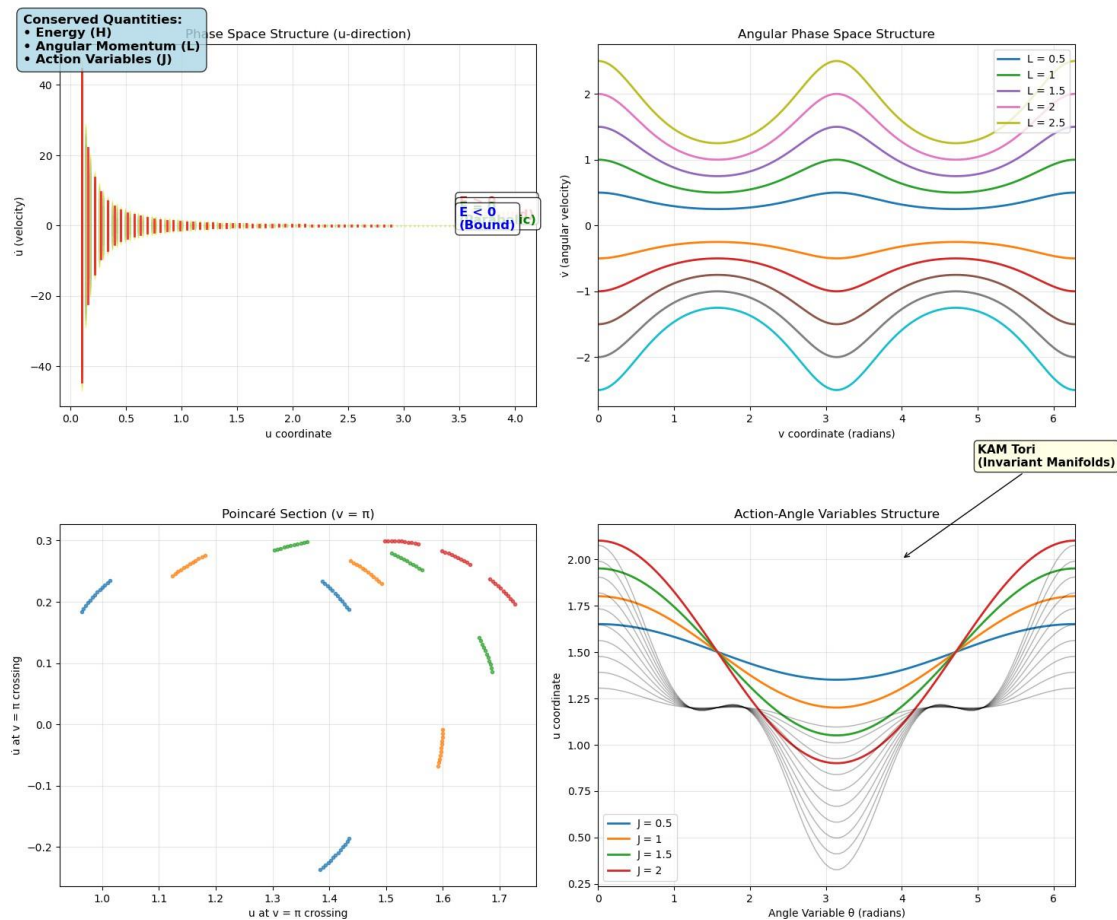 Conserved Quantities:
• Energy (H)
• Angular Momentum (L)
• Action Variables (J)
Phase Space Structure (u-direction)
40
20
0
−20
−40
u̇ (velocity)
E < 0
(Bound)
0.0 0.5 1.0 1.5 2.0 2.5 3.0 3.5 4.0
u coordinate
Angular Phase Space Structure
L = 0.5
L = 1
L = 1.5
L = 2
L = 2.5
2
1
0
−1
−2
v̇ (angular velocity)
0 1 2 3 4 5 6
v coordinate (radians)
KAM Tori
(Invariant Manifolds)
Poincaré Section (v = π)
0.3
0.2
0.1
0.0
−0.1
−0.2
u̇ at v = π crossing
1.0 1.1 1.2 1.3 1.4 1.5 1.6 1.7
u at v = π crossing
Action-Angle Variables Structure
2.00
1.75
1.50
1.25
1.00
0.75
0.50
0.25
u coordinate
J = 0.5
J = 1
J = 1.5
J = 2
0 1 2 3 4 5 6
Angle Variable θ (radians)